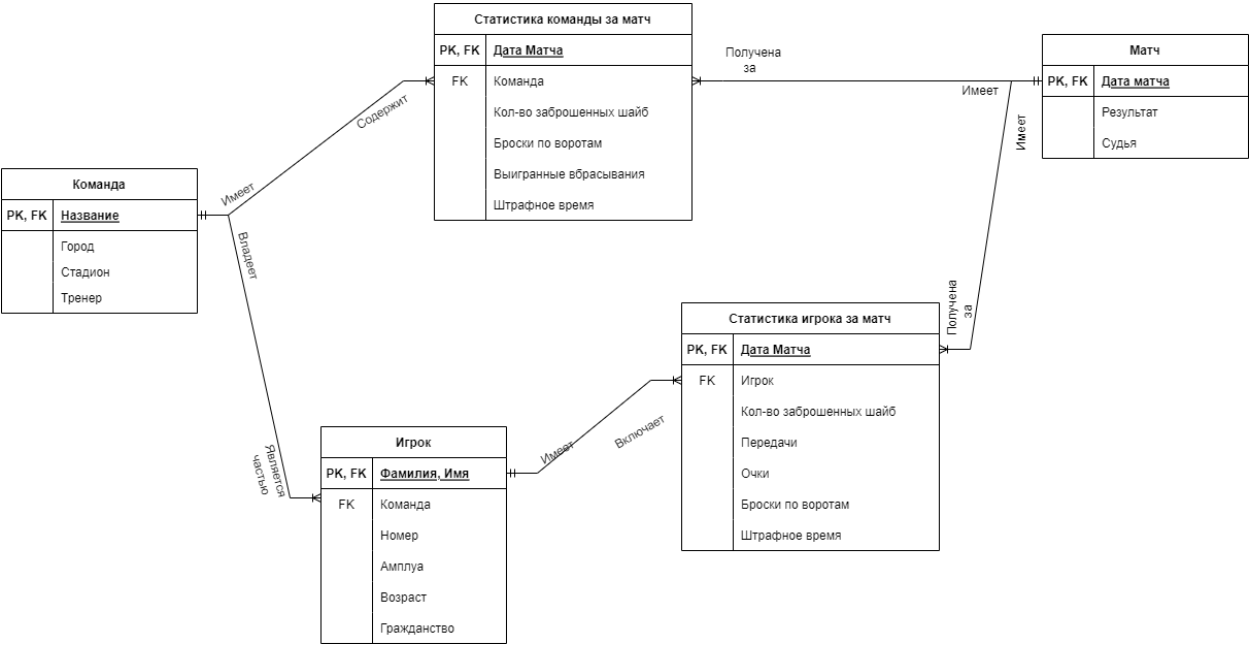 Статистика команды за матч
PK, FK Дата Матча
FK Команда
Кол-во заброшенных шайб
Броски по воротам
Выигранные вбрасывания
Штрафное время
Получена
за
Имеет
Имеет
Получена
за
Матч
PK, FK Дата матча
Результат
Судья
Содержит
Имеет
Команда
PK, FK Название
Город
Стадион
Тренер
Владеет
Является
частью
Статистика игрока за матч
PK, FK Дата Матча
FK Игрок
Кол-во заброшенных шайб
Передачи
Очки
Броски по воротам
Штрафное время
Включает
Имеет
Игрок
PK, FK Фамилия, Имя
FK Команда
Номер
Амплуа
Возраст
Гражданство